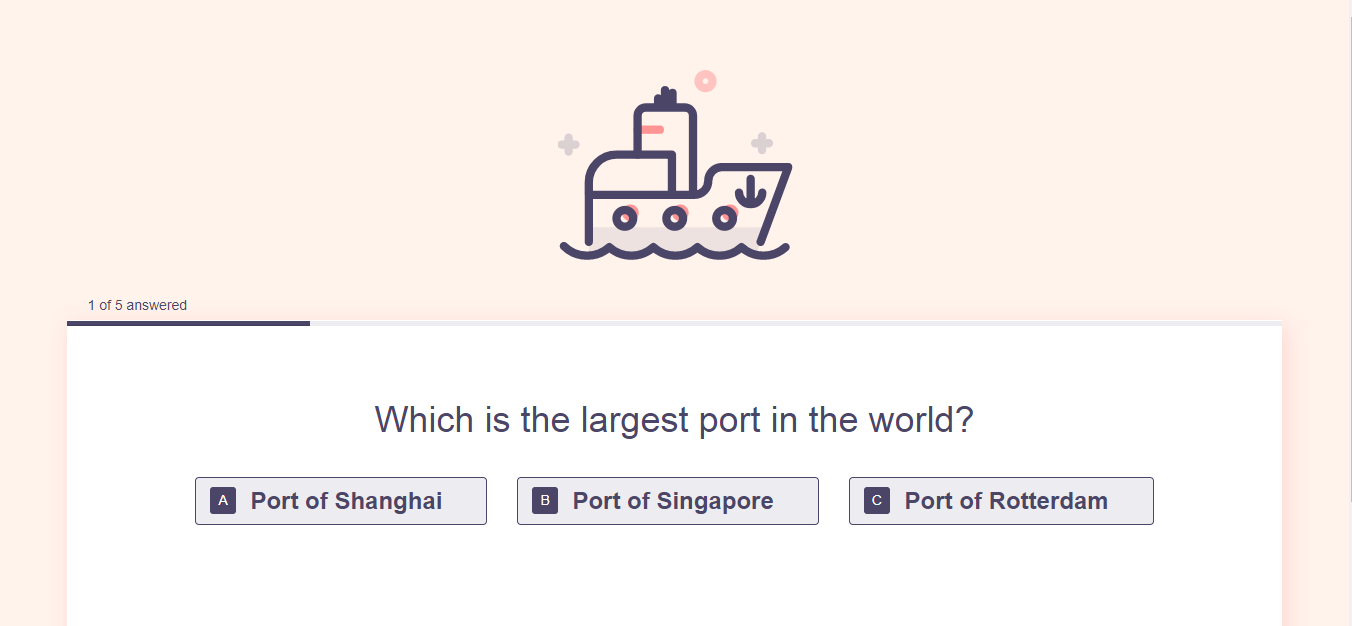 1 of 5 answered
Which is the largest port in the world?
A Port of Shanghai
B Port of Singapore
C Port of Rotterdam